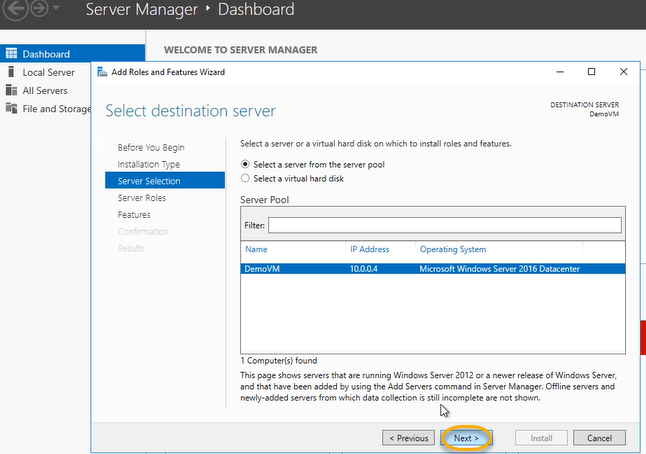 Server Manager ‣ Dashboard
Dashboard
Local Server
All Servers
File and Storage
WELCOME TO SERVER MANAGER
Add Roles and Features Wizard
Select destination server
DESTINATION SERVER
DemoVM
Before You Begin
Installation Type
Server Selection
Server Roles
Features
Confirmation
Results
Select a server or a virtual hard disk on which to install roles and features.
Select a server from the server pool
Select a virtual hard disk
Server Pool
Filter:
Name IP Address Operating System
DemoVM 10.0.0.4 Microsoft Windows Server 2016 Datacenter
1 Computer(s) found
This page shows servers that are running Windows Server 2012 or a newer release of Windows Server,
and that have been added by using the Add Servers command in Server Manager. Offline servers and
newly-added servers from which data collection is still incomplete are not shown.
< Previous Next > Install Cancel